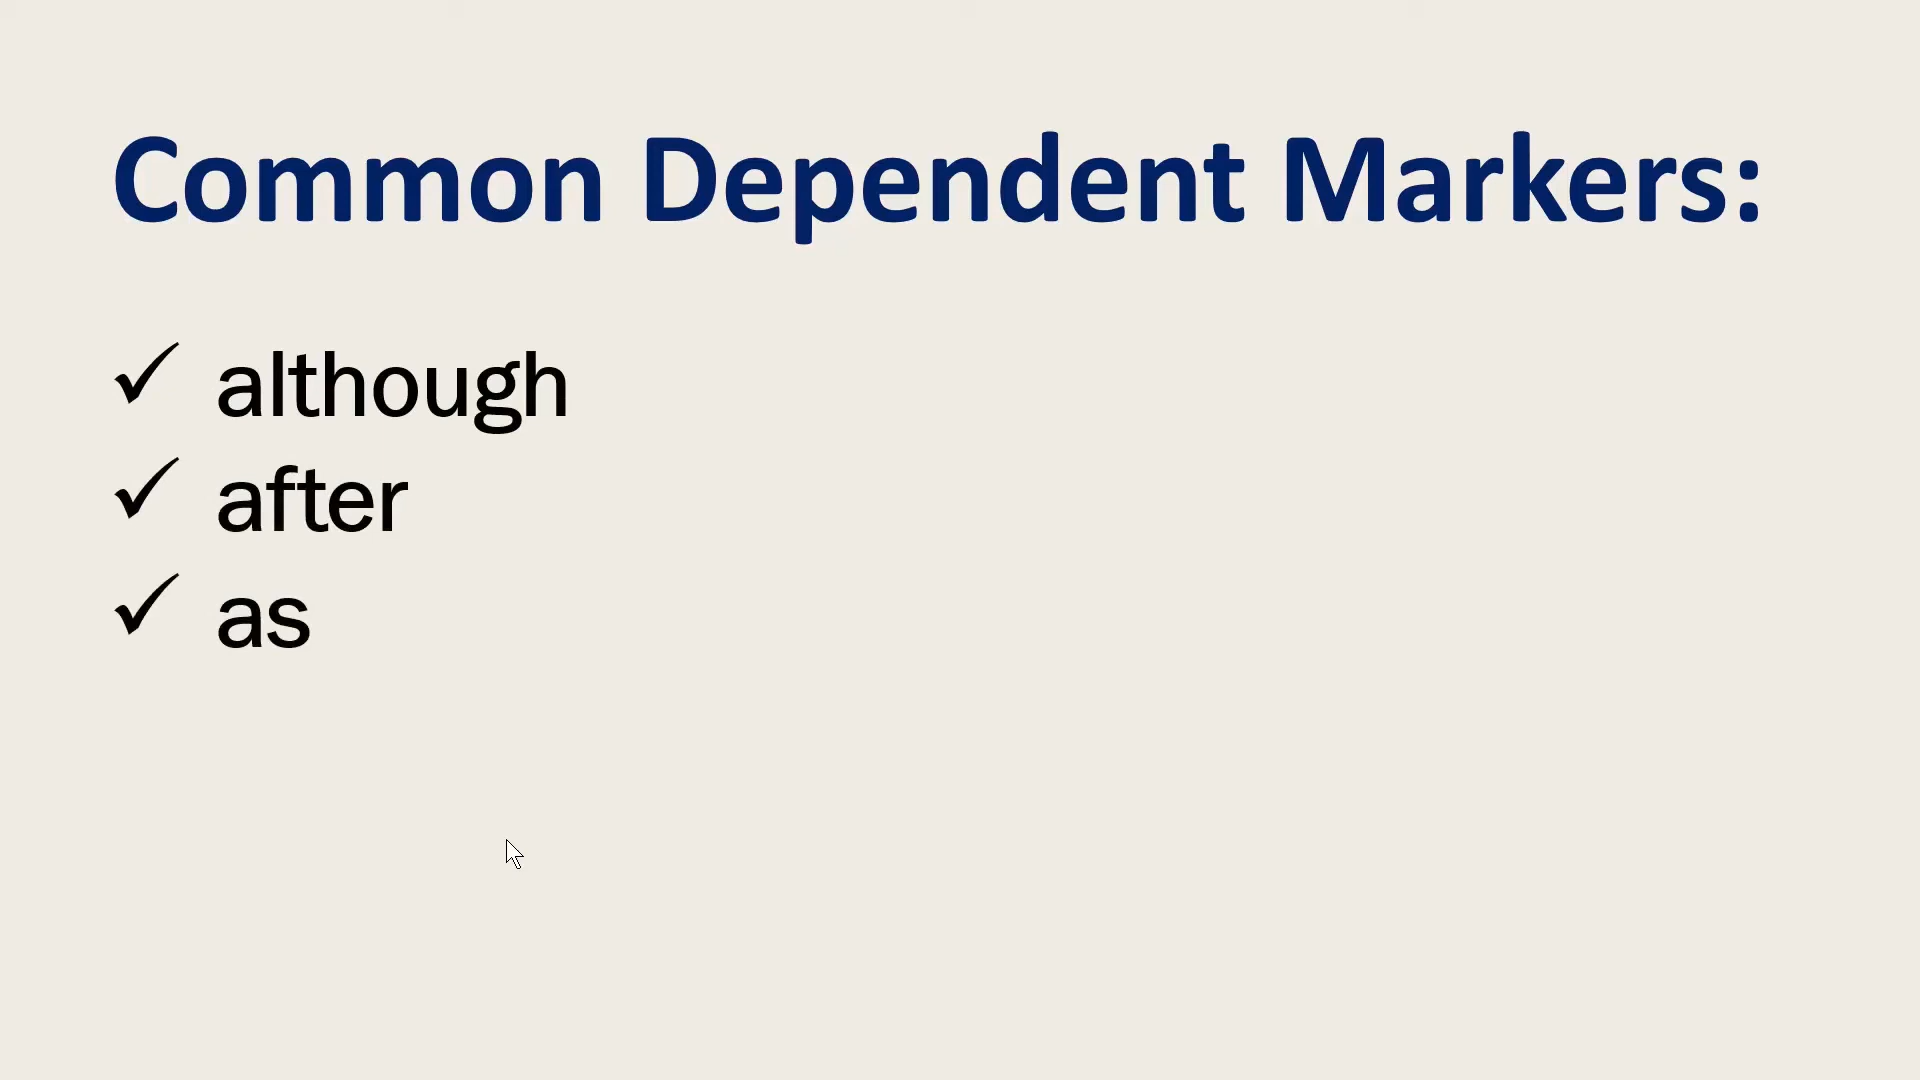 Common Dependent Markers:
✓ although
✓ after
✓ as